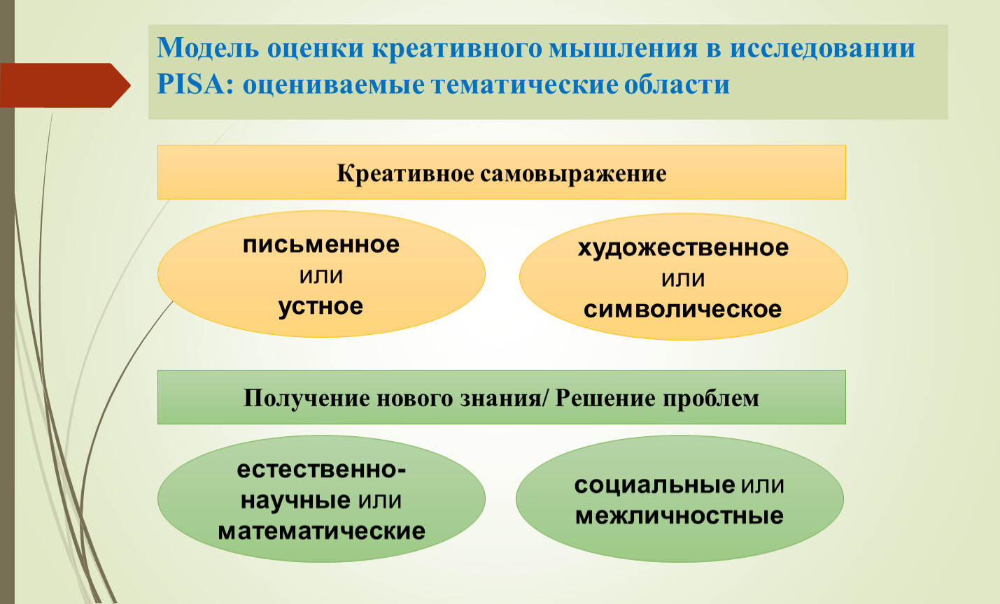 Модель оценки креативного мышления в исследовании
PISA: оцениваемые тематические области
Креативное самовыражение
письменное
или
устное
художественное
или
символическое
Получение нового знания/ Решение проблем
естественно-
научные или
математические
социальные или
межличностные